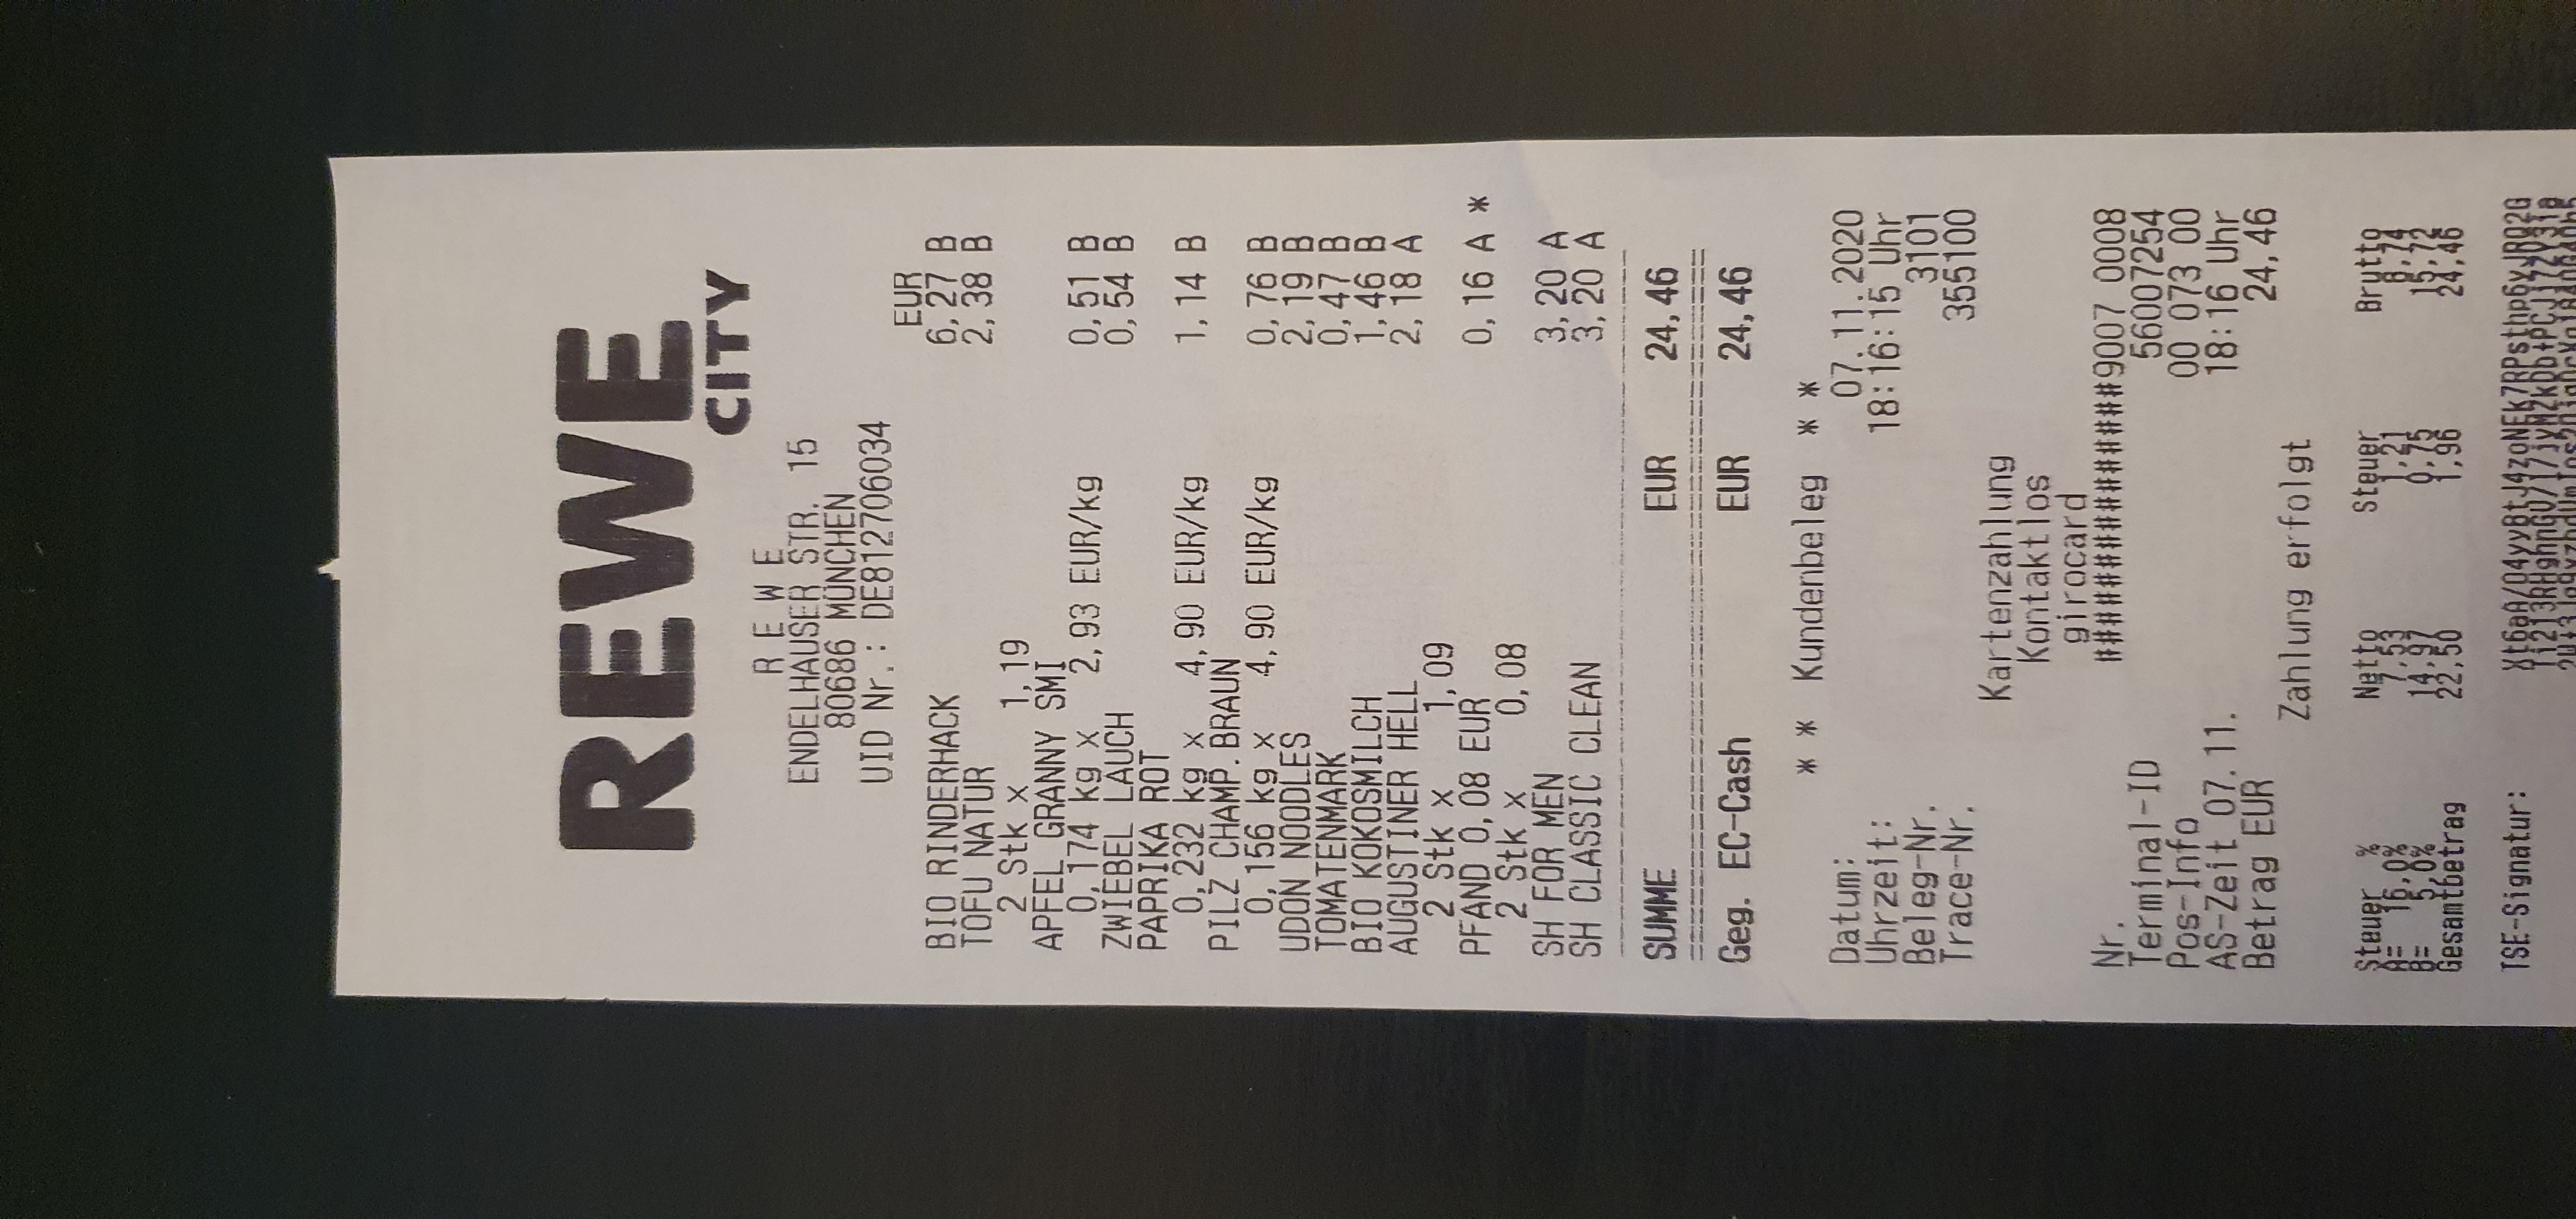 REWE
CITY
R E W E
ENDELHAUSER STR. 15
80686 MÜNCHEN
UID Nr.: DE812706034
EUR
BIO RINDERHACK 6,27 B
TOFU NATUR 2,38 B
2 Stk x 1,19
APFEL GRANNY SMI
0,174 kg x 2,93 EUR/kg 0,51 B
ZWIEBEL LAUCH 0,54 B
PAPRIKA ROT
0,232 kg x 4,90 EUR/kg 1,14 B
PILZ CHAMP.BRAUN
0,156 kg x 4,90 EUR/kg 0,76 B
UDON NOODLES 2,19 B
TOMATENMARK 0,47 B
BIO KOKOSMILCH 1,46 B
AUGUSTINER HELL 2,18 A
2 Stk x 1,09
PFAND 0,08 EUR 0,16 A *
2 Stk x 0,08
SH FOR MEN 3,20 A
SH CLASSIC CLEAN 3,20 A
SUMME EUR 24,46
Geg. EC-Cash EUR 24,46
* * Kundenbeleg * *
Datum: 07.11.2020
Uhrzeit: 18:16:15 Uhr
Beleg-Nr. 3101
Trace-Nr. 355100
Kartenzahlung
Kontaktlos
girocard
Nr. ###############9007 0008
Terminal-ID 56007254
Pos-Info 00 073 00
AS-Zeit 07.11. 18:16 Uhr
Betrag EUR 24,46
Zahlung erfolgt
Steuer % Netto Steuer Brutto
A= 16,0% 7,53 1,21 8,74
B= 5,0% 14,97 0,75 15,72
Gesamtbetrag 22,50 1,96 24,46
TSE-Signatur: